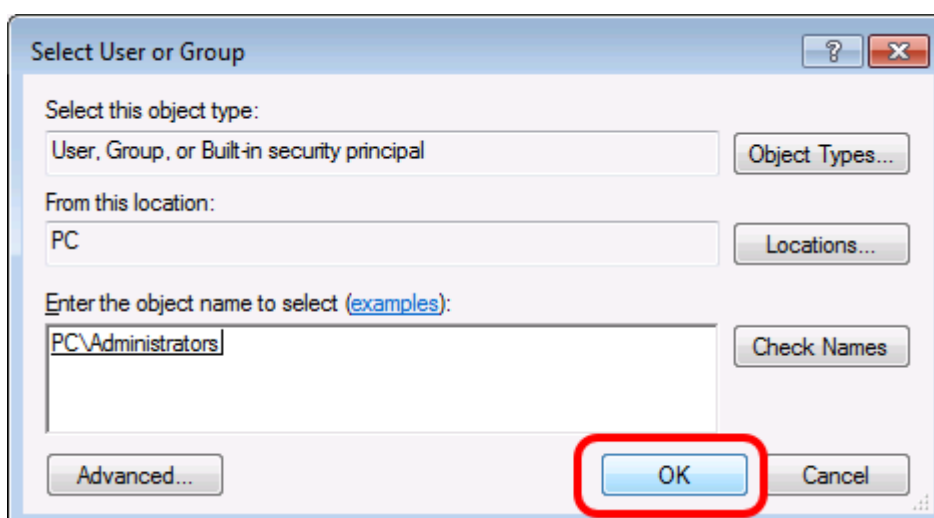 Select User or Group
Select this object type:
User, Group, or Built-in security principal
Object Types...
From this location:
PC
Locations...
Enter the object name to select (examples):
PC\Administrators
Check Names
Advanced...
OK
Cancel